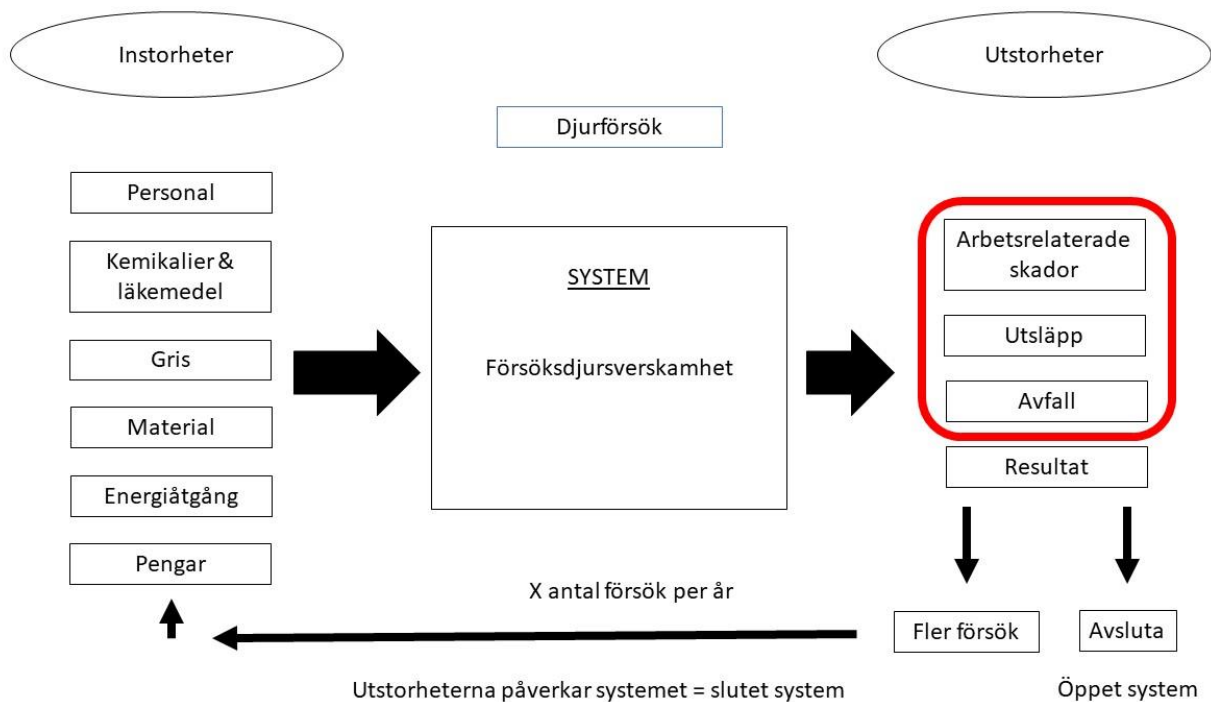 Instorheter
Utstorheter
Djurförsök
Personal
Kemikalier &
läkemedel
Gris
Material
Energiåtgång
Pengar
SYSTEM
Försöksdjursverskamhet
Arbetsrelaterade
skador
Utsläpp
Avfall
Resultat
X antal försök per år
Fler försök
Avsluta
Utstorheterna påverkar systemet = slutet system
Öppet system